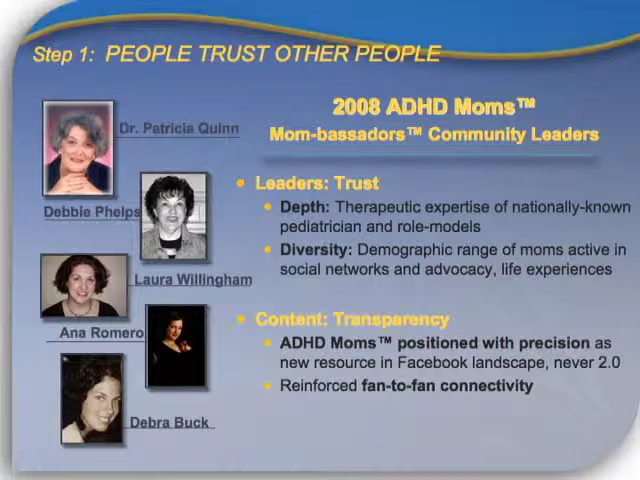 Step 1: PEOPLE TRUST OTHER PEOPLE
2008 ADHD Moms™
Mom-bassadors™ Community Leaders
Dr. Patricia Quinn
Debbie Phelps
Laura Willingham
Ana Romero
Debra Buck
Leaders: Trust
Depth: Therapeutic expertise of nationally-known
pediatrician and role-models
Diversity: Demographic range of moms active in
social networks and advocacy, life experiences
Content: Transparency
ADHD Moms™ positioned with precision as
new resource in Facebook landscape, never 2.0
Reinforced fan-to-fan connectivity